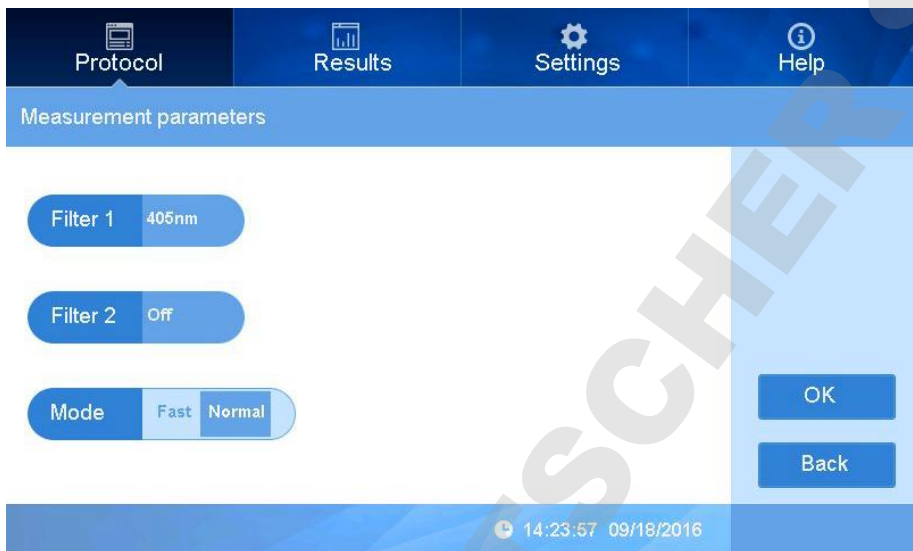 Protocol Results Settings Help
Measurement parameters
Filter 1 405nm
Filter 2 Off
Mode Fast Normal
OK
Back
14:23:57 09/18/2016
TSCHER